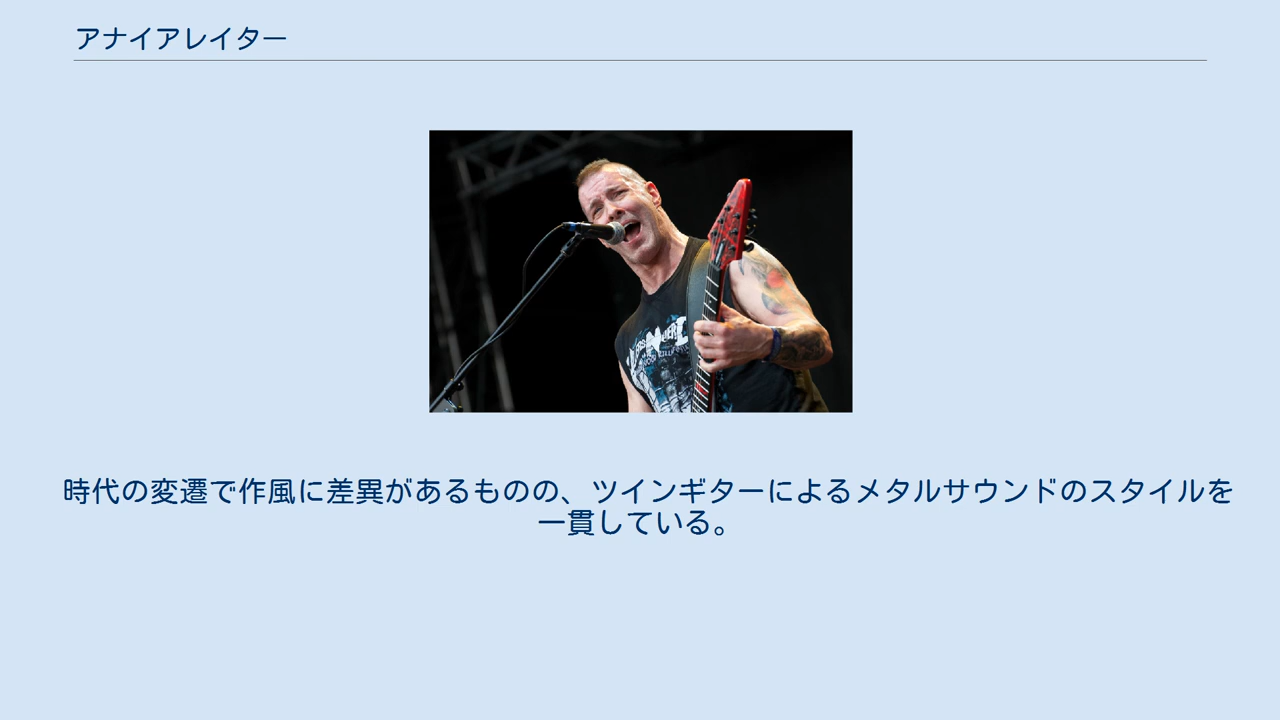 アナイアレイター
時代の変遷で作風に差異があるものの、ツインギターによるメタルサウンドのスタイルを
一貫している。